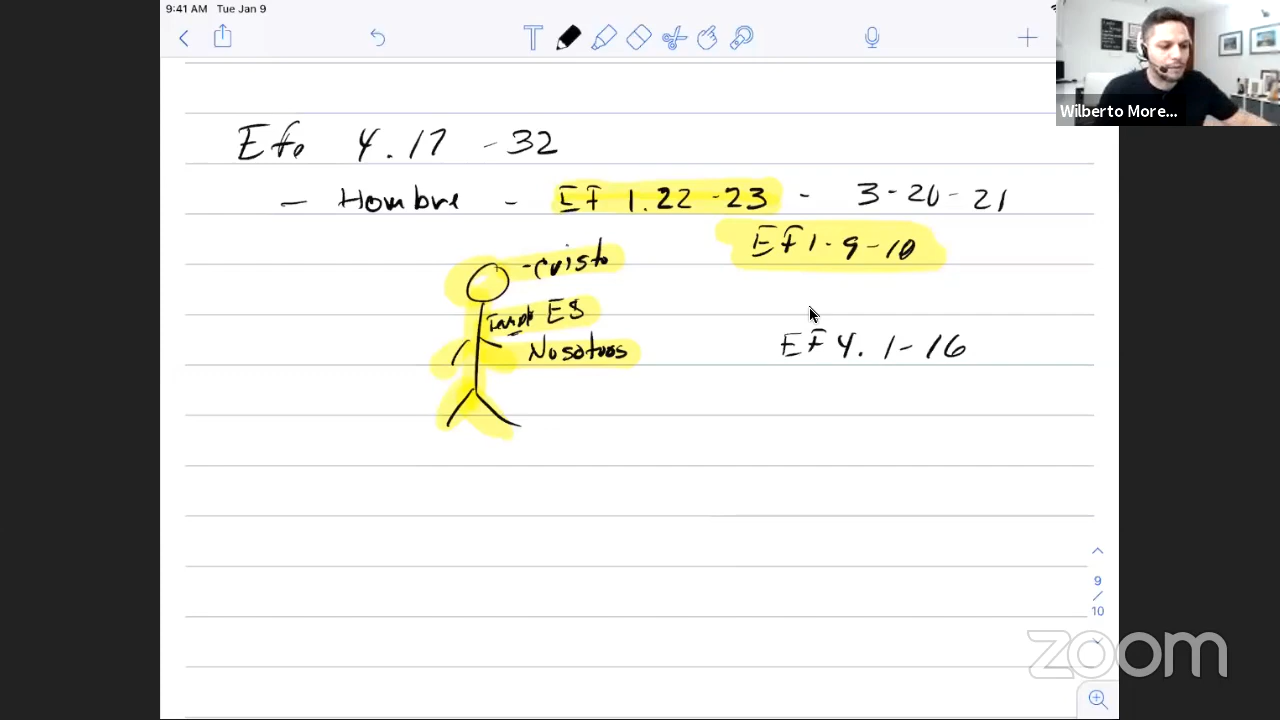 9:41 AM Tue Jan 9
Wilberto More...
Efe 4.17 - 32
- Hombre - EF 1.22-23 - 3-20-21
EF 1-9-10
-cristo
ES
Nosotros
EF 4. 1-16
9
/
10
zoom